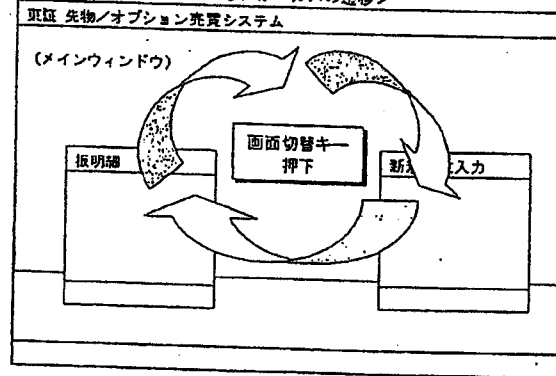 東証 先物／オプション売買システム
(メインウィンドウ)
画面切替キー
押下
板明細
入力